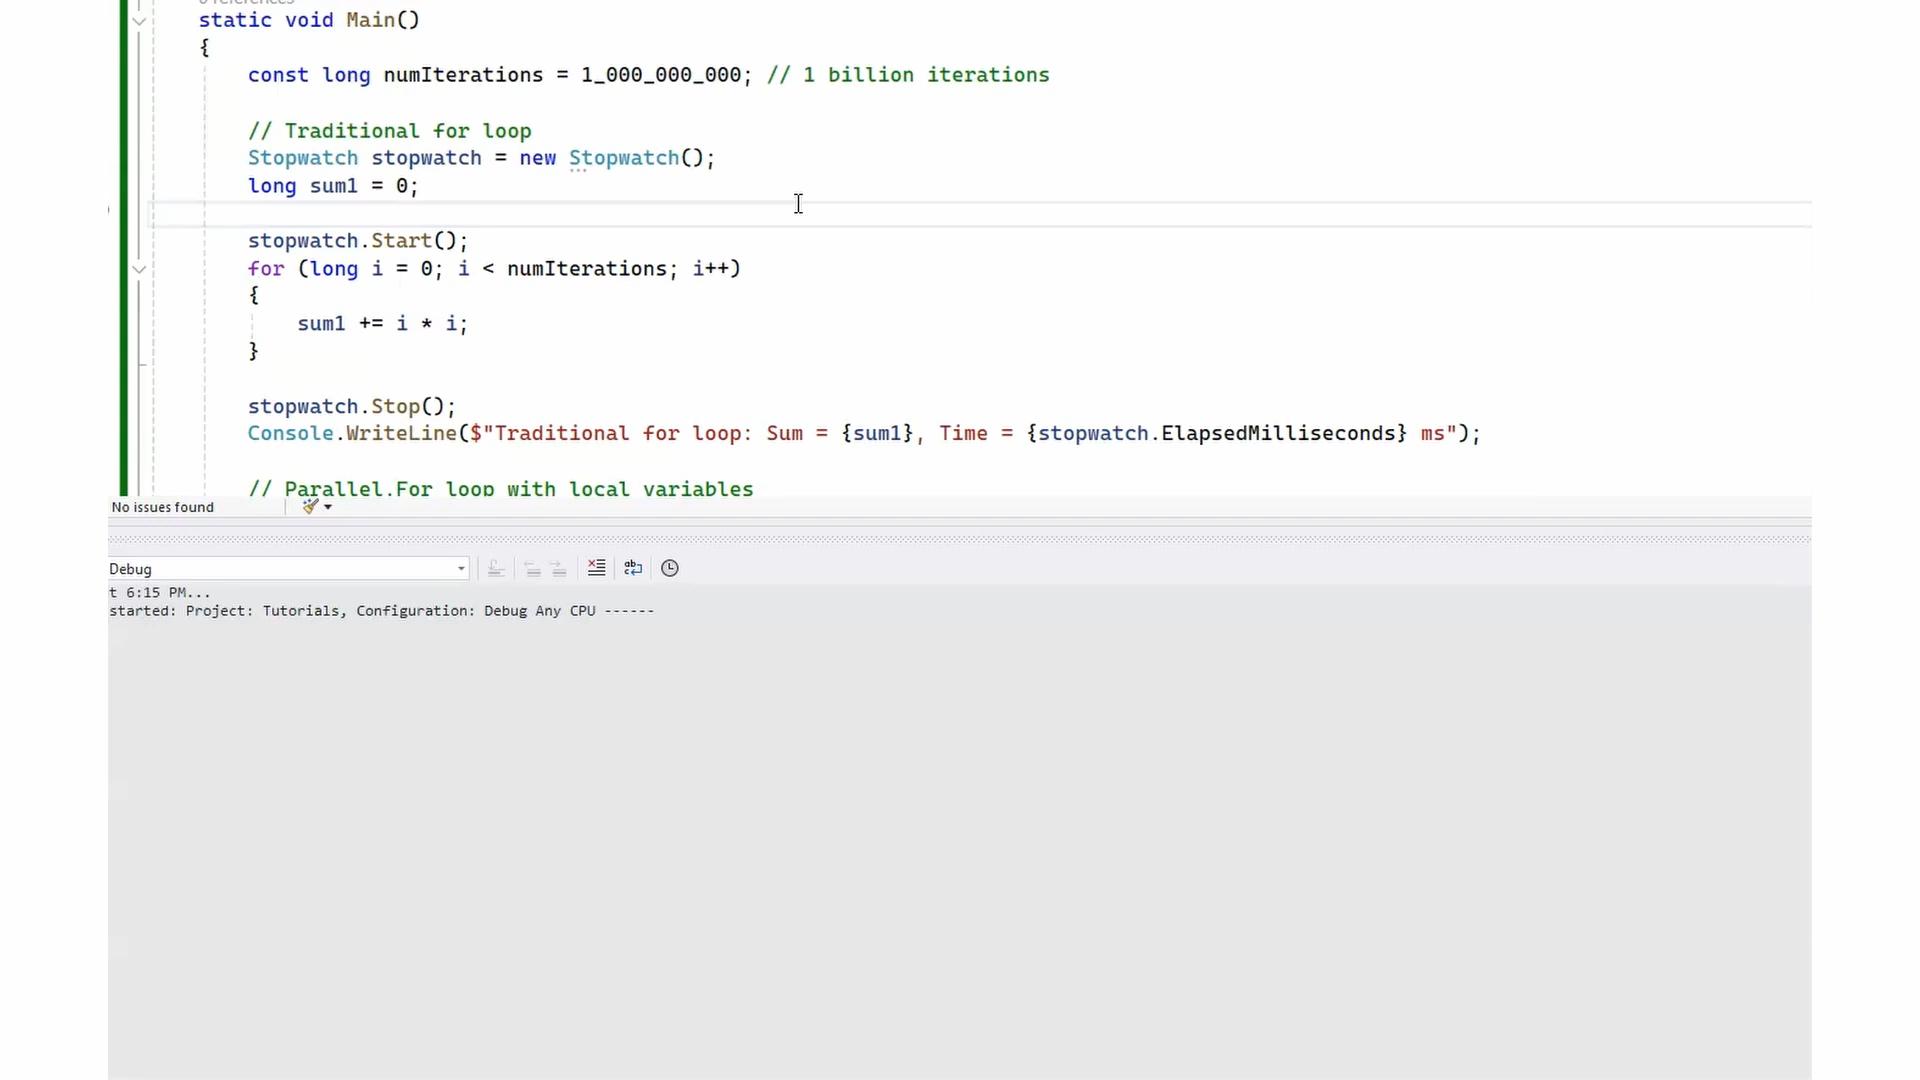 0 references
static void Main()
{
const long numIterations = 1_000_000_000; // 1 billion iterations
// Traditional for loop
Stopwatch stopwatch = new Stopwatch();
long sum1 = 0;
stopwatch.Start();
for (long i = 0; i < numIterations; i++)
{
sum1 += i * i;
}
stopwatch.Stop();
Console.WriteLine($"Traditional for loop: Sum = {sum1}, Time = {stopwatch.ElapsedMilliseconds} ms");
// Parallel.For loop with local variables
No issues found
Debug
t 6:15 PM...
started: Project: Tutorials, Configuration: Debug Any CPU ------